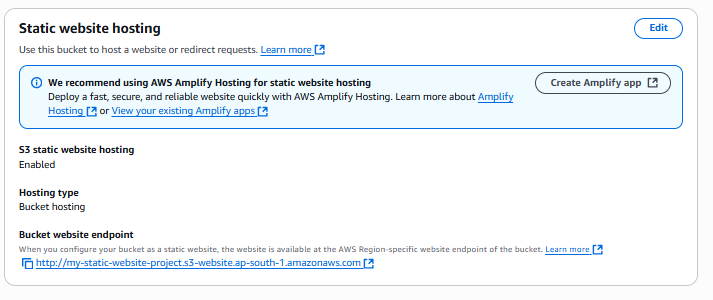 Static website hosting
Edit
Use this bucket to host a website or redirect requests. Learn more
We recommend using AWS Amplify Hosting for static website hosting
Create Amplify app
Deploy a fast, secure, and reliable website quickly with AWS Amplify Hosting. Learn more about Amplify
Hosting or View your existing Amplify apps
S3 static website hosting
Enabled
Hosting type
Bucket hosting
Bucket website endpoint
When you configure your bucket as a static website, the website is available at the AWS Region-specific website endpoint of the bucket. Learn more
http://my-static-website-project.s3-website.ap-south-1.amazonaws.com